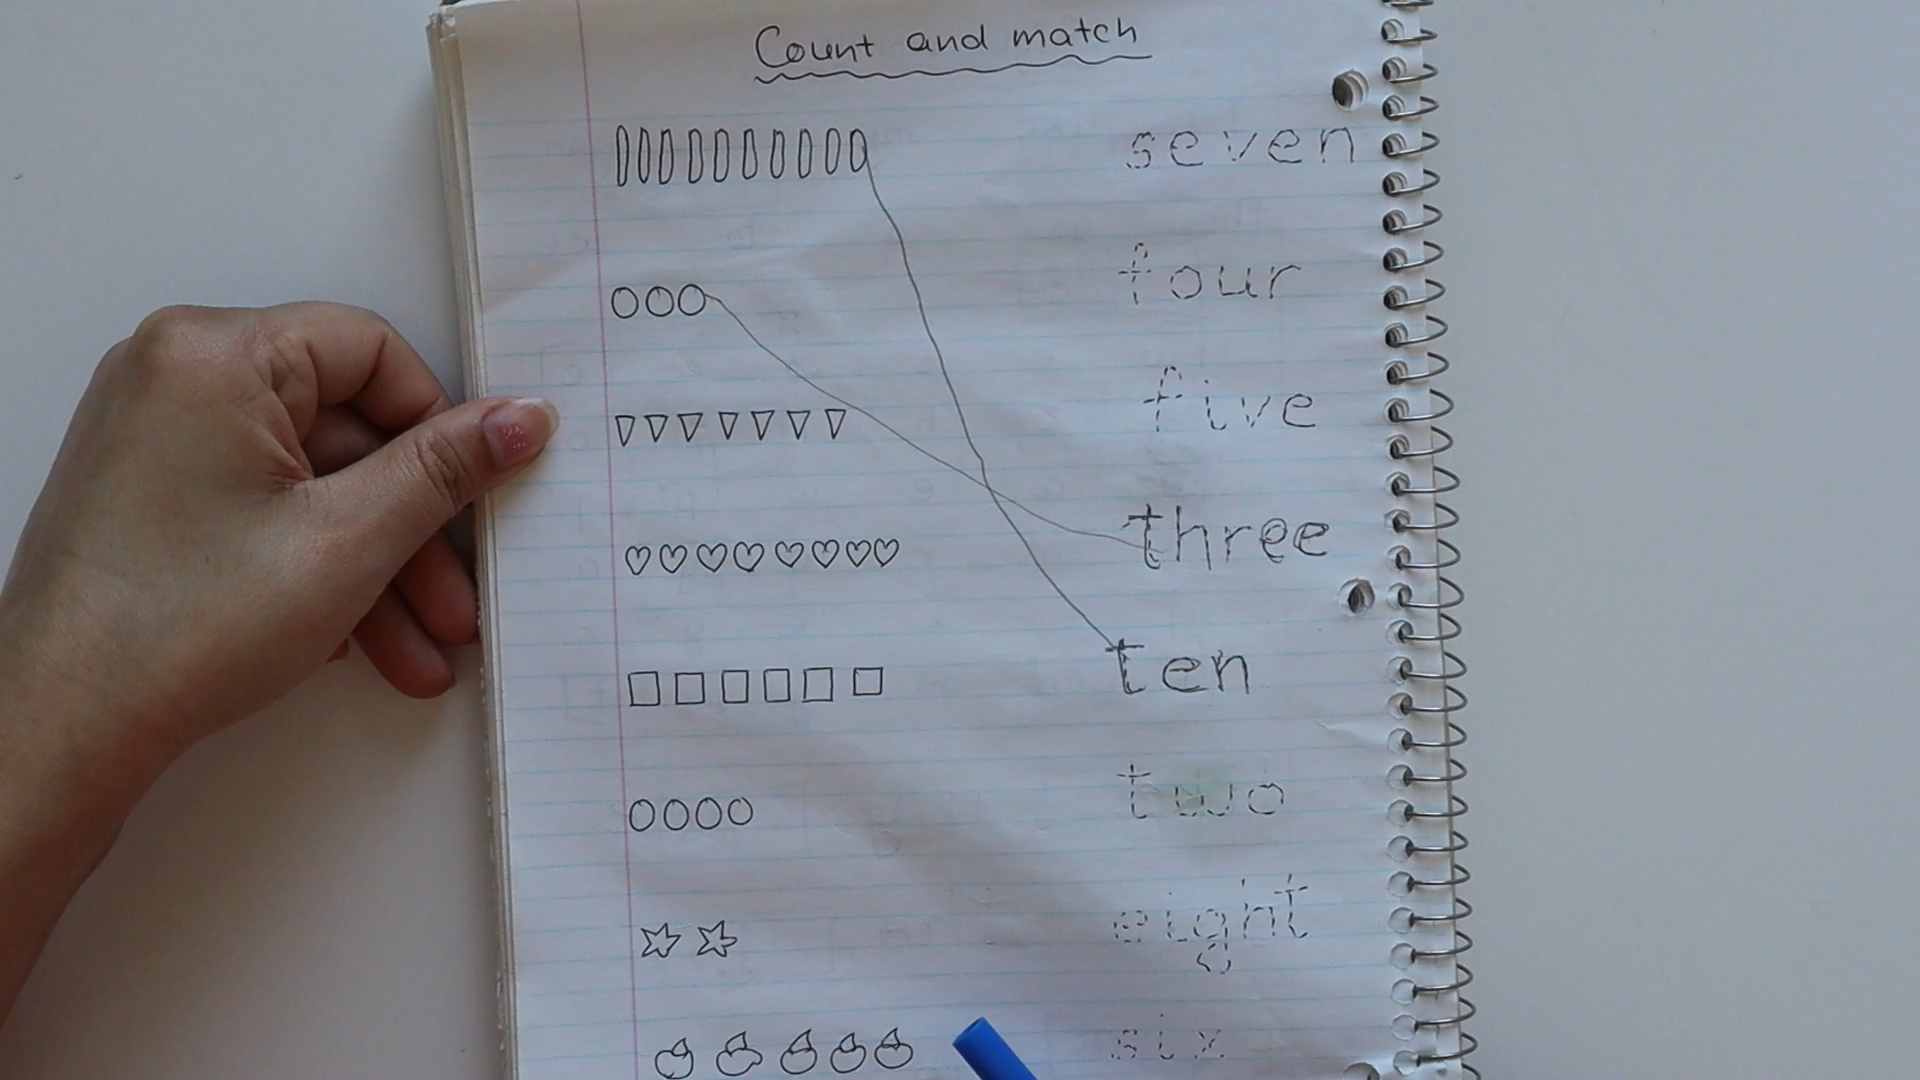 Count and match
seven
four
five
three
ten
two
eight
six